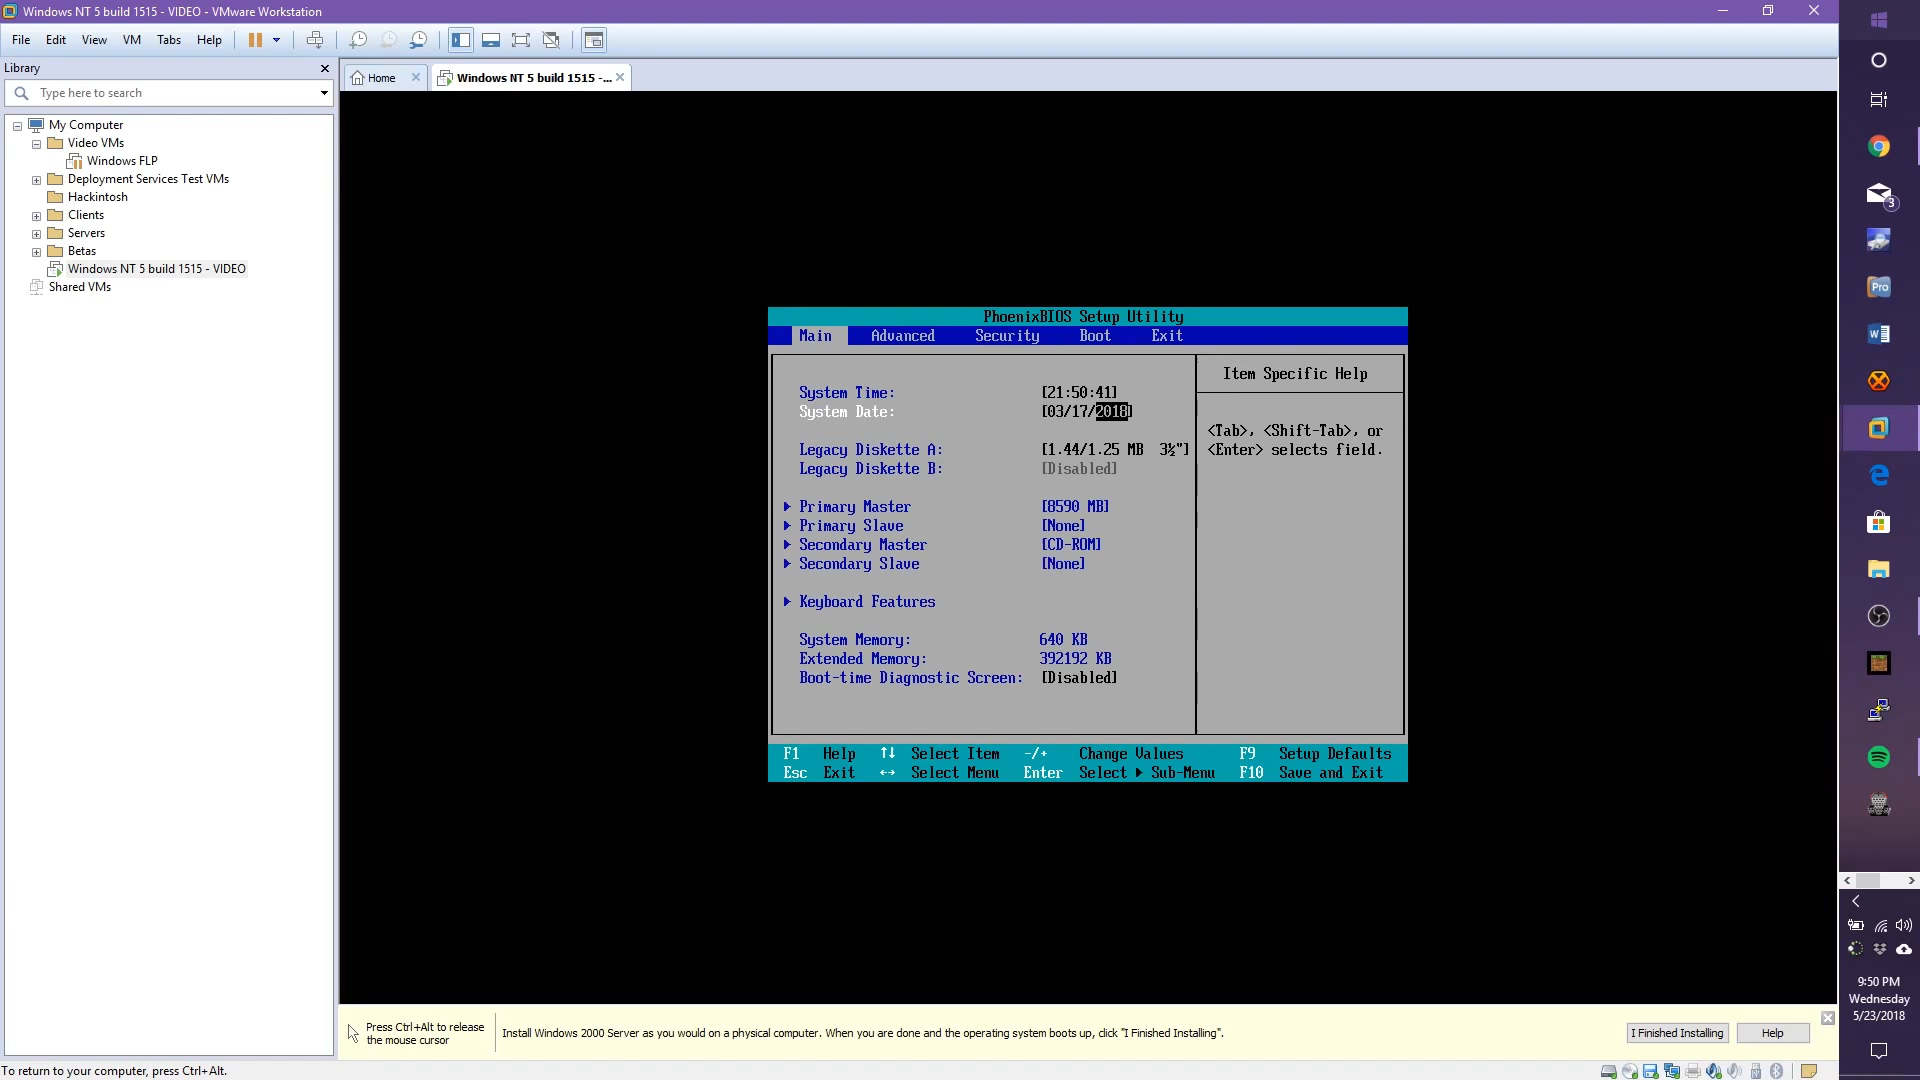 Windows NT 5 build 1515 - VIDEO - VMware Workstation
File Edit View VM Tabs Help
Library
Type here to search
My Computer
Video VMs
Windows FLP
Deployment Services Test VMs
Hackintosh
Clients
Servers
Betas
Windows NT 5 build 1515 - VIDEO
Shared VMs
Home
Windows NT 5 build 1515 -...
PhoenixBIOS Setup Utility
Main Advanced Security Boot Exit
System Time: [21:50:41]
System Date: [03/17/2018]
Legacy Diskette A: [1.44/1.25 MB 3½"]
Legacy Diskette B: [Disabled]
Primary Master [8590 MB]
Primary Slave [None]
Secondary Master [CD-ROM]
Secondary Slave [None]
Keyboard Features
System Memory: 640 KB
Extended Memory: 392192 KB
Boot-time Diagnostic Screen: [Disabled]
Item Specific Help
<Tab>, <Shift-Tab>, or
<Enter> selects field.
F1 Help ↑↓ Select Item -/+ Change Values F9 Setup Defaults
Esc Exit ↔ Select Menu Enter Select ▶ Sub-Menu F10 Save and Exit
Press Ctrl+Alt to release
the mouse cursor
Install Windows 2000 Server as you would on a physical computer. When you are done and the operating system boots up, click "I Finished Installing".
I Finished Installing
Help
To return to your computer, press Ctrl+Alt.
3
Pro
9:50 PM
Wednesday
5/23/2018